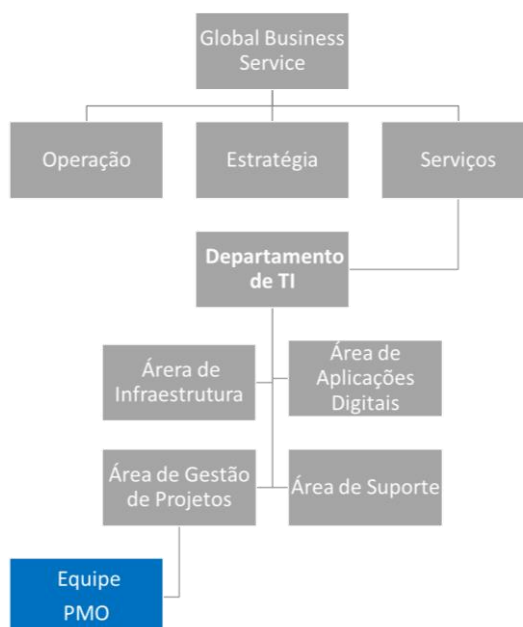 Global Business
Service
Operação
Estratégia
Serviços
Departamento
de TI
Árera de
Infraestrutura
Área de
Aplicações
Digitais
Área de Gestão
de Projetos
Área de Suporte
Equipe
PMO